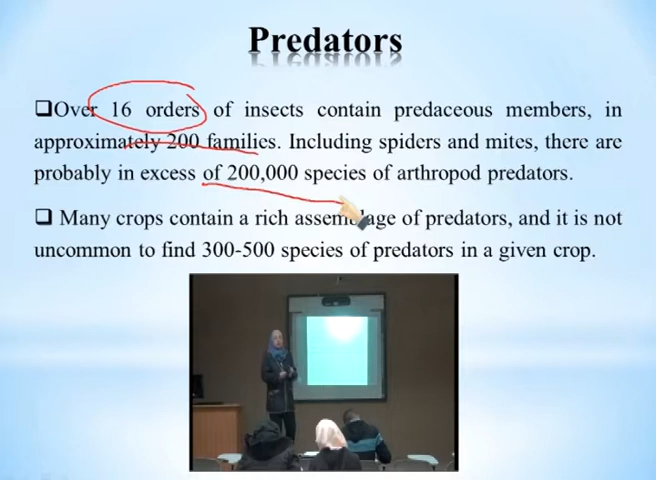 Predators
❑Over 16 orders of insects contain predaceous members, in
approximately 200 families. Including spiders and mites, there are
probably in excess of 200,000 species of arthropod predators.
❑ Many crops contain a rich assemblage of predators, and it is not
uncommon to find 300-500 species of predators in a given crop.